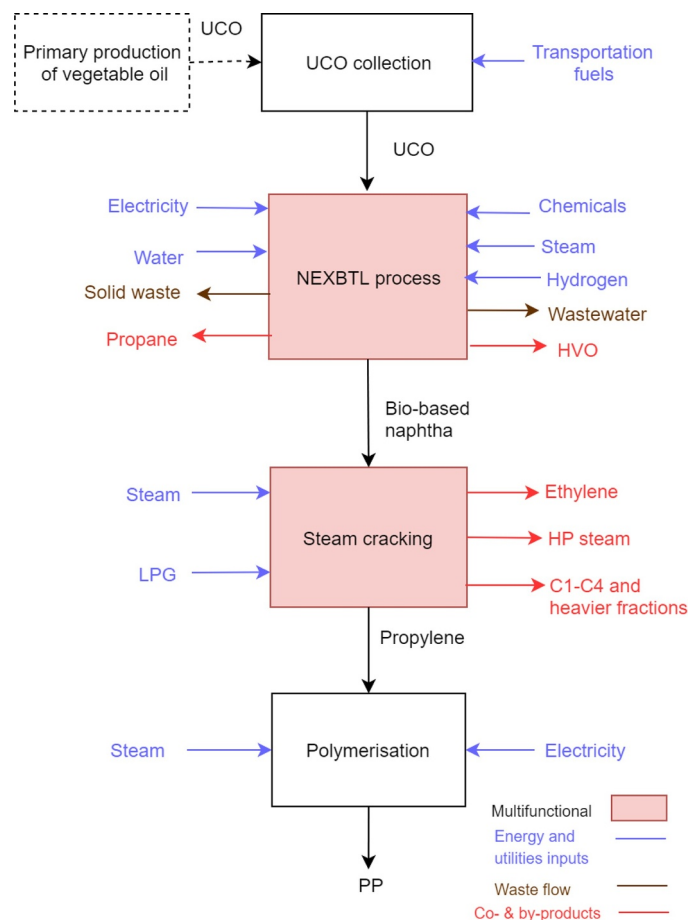 UCO
Primary production
of vegetable oil
UCO collection
Transportation
fuels
UCO
Electricity
Chemicals
Water
Steam
NEXBTL process
Hydrogen
Solid waste
Wastewater
Propane
HVO
Bio-based
naphtha
Steam
Ethylene
Steam cracking
HP steam
LPG
C1-C4 and
heavier fractions
Propylene
Steam
Polymerisation
Electricity
Multifunctional
Energy and
utilities inputs
PP
Waste flow
Co- & by-products